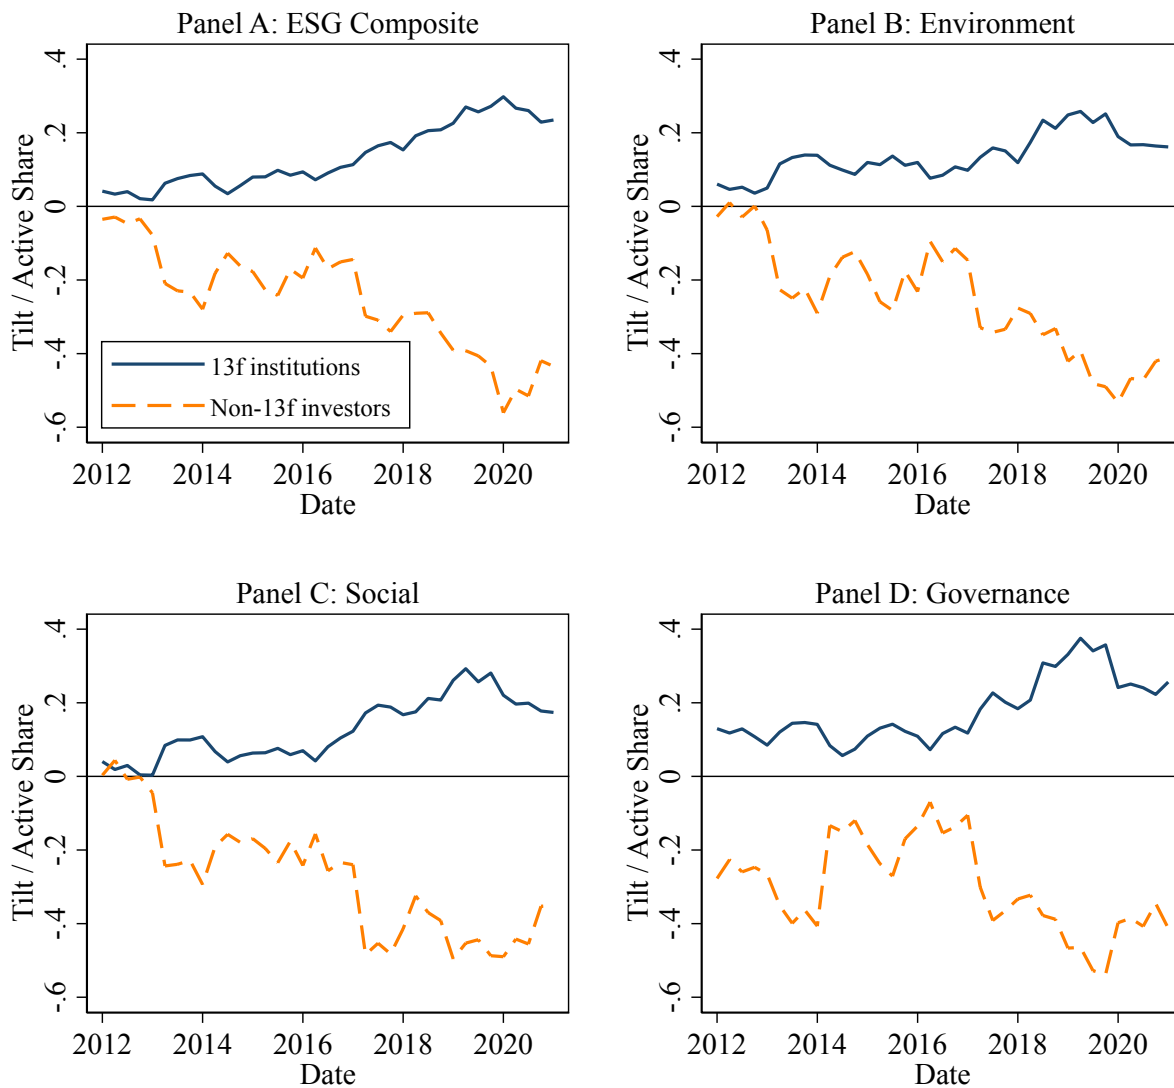 Panel A: ESG Composite
Tilt / Active Share
.4
.2
0
-.2
-.4
-.6
13f institutions
Non-13f investors
2012 2014 2016 2018 2020
Date
Panel B: Environment
Tilt / Active Share
.4
.2
0
-.2
-.4
-.6
2012 2014 2016 2018 2020
Date
Panel C: Social
Tilt / Active Share
.4
.2
0
-.2
-.4
-.6
2012 2014 2016 2018 2020
Date
Panel D: Governance
Tilt / Active Share
.4
.2
0
-.2
-.4
-.6
2012 2014 2016 2018 2020
Date